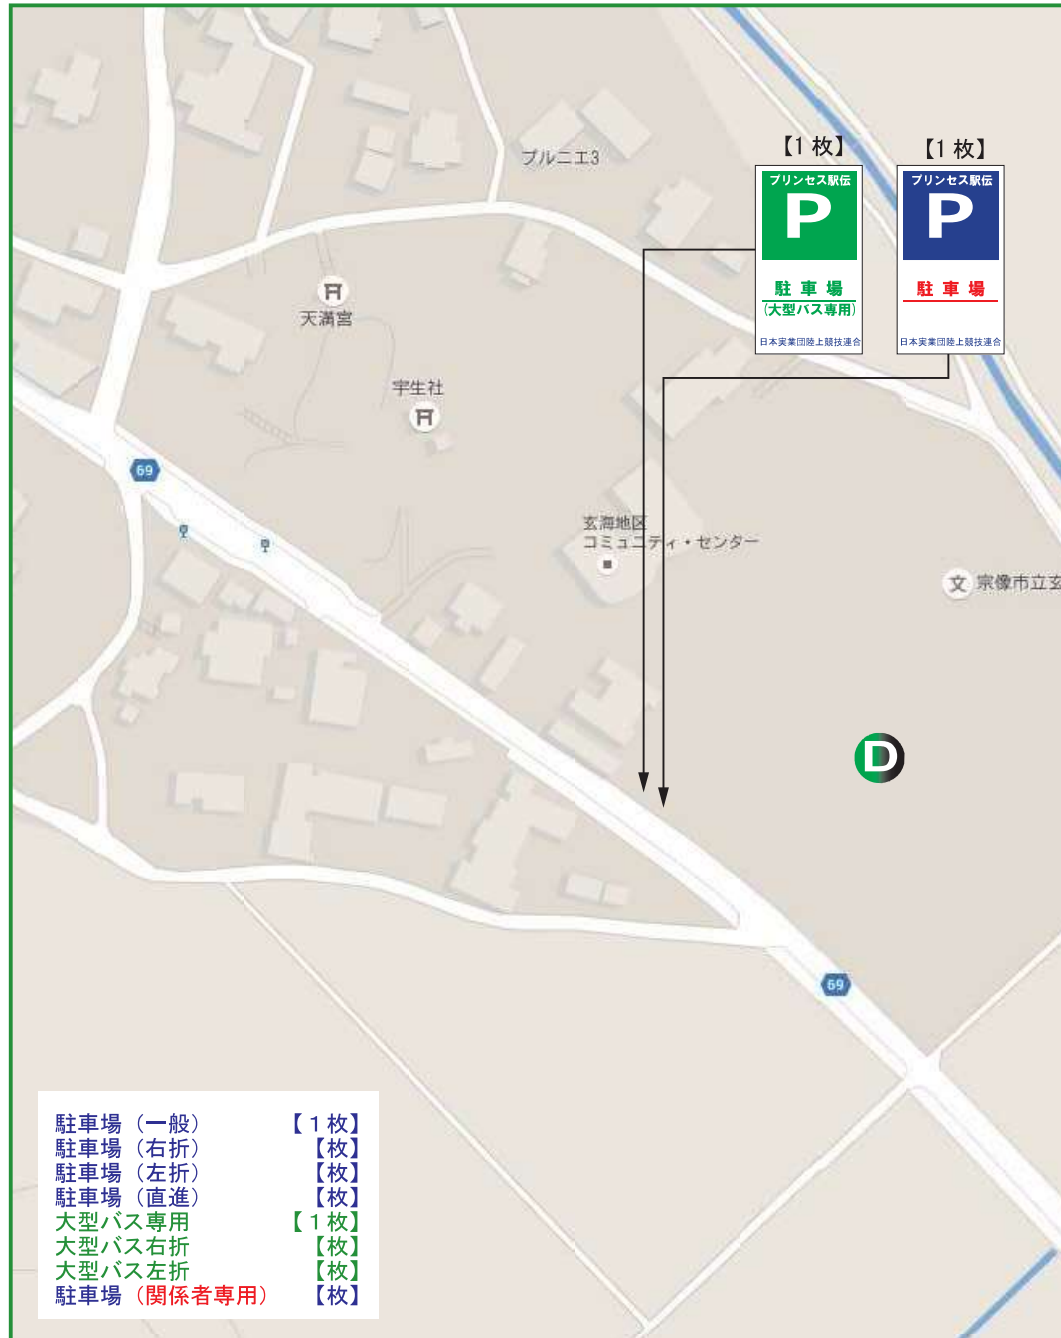 【1 枚】
【1 枚】
プリンセス駅伝
P
駐 車 場
(大型バス専用)
日本実業団陸上競技連合
プリンセス駅伝
P
駐 車 場
日本実業団陸上競技連合
プルニエ3
天満宮
宇生社
69
玄海地区
コミュニティ・センター
文 宗像市立玄
D
69
駐車場（一般） 【１枚】
駐車場（右折） 【枚】
駐車場（左折） 【枚】
駐車場（直進） 【枚】
大型バス専用 【１枚】
大型バス右折 【枚】
大型バス左折 【枚】
駐車場（関係者専用） 【枚】